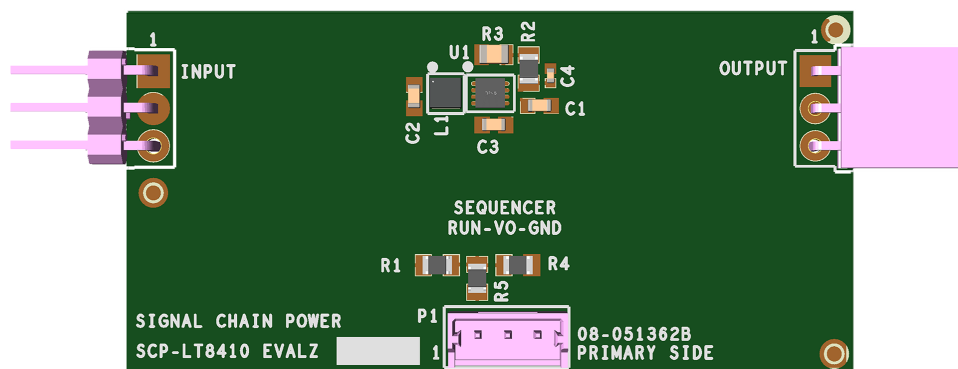 1
INPUT
R3
R2
U1
C4
C2
L1
C1
C3
1
OUTPUT
SEQUENCER
RUN-VO-GND
R1
R4
R5
P1
1
SIGNAL CHAIN POWER
SCP-LT8410 EVALZ
08-051362B
PRIMARY SIDE